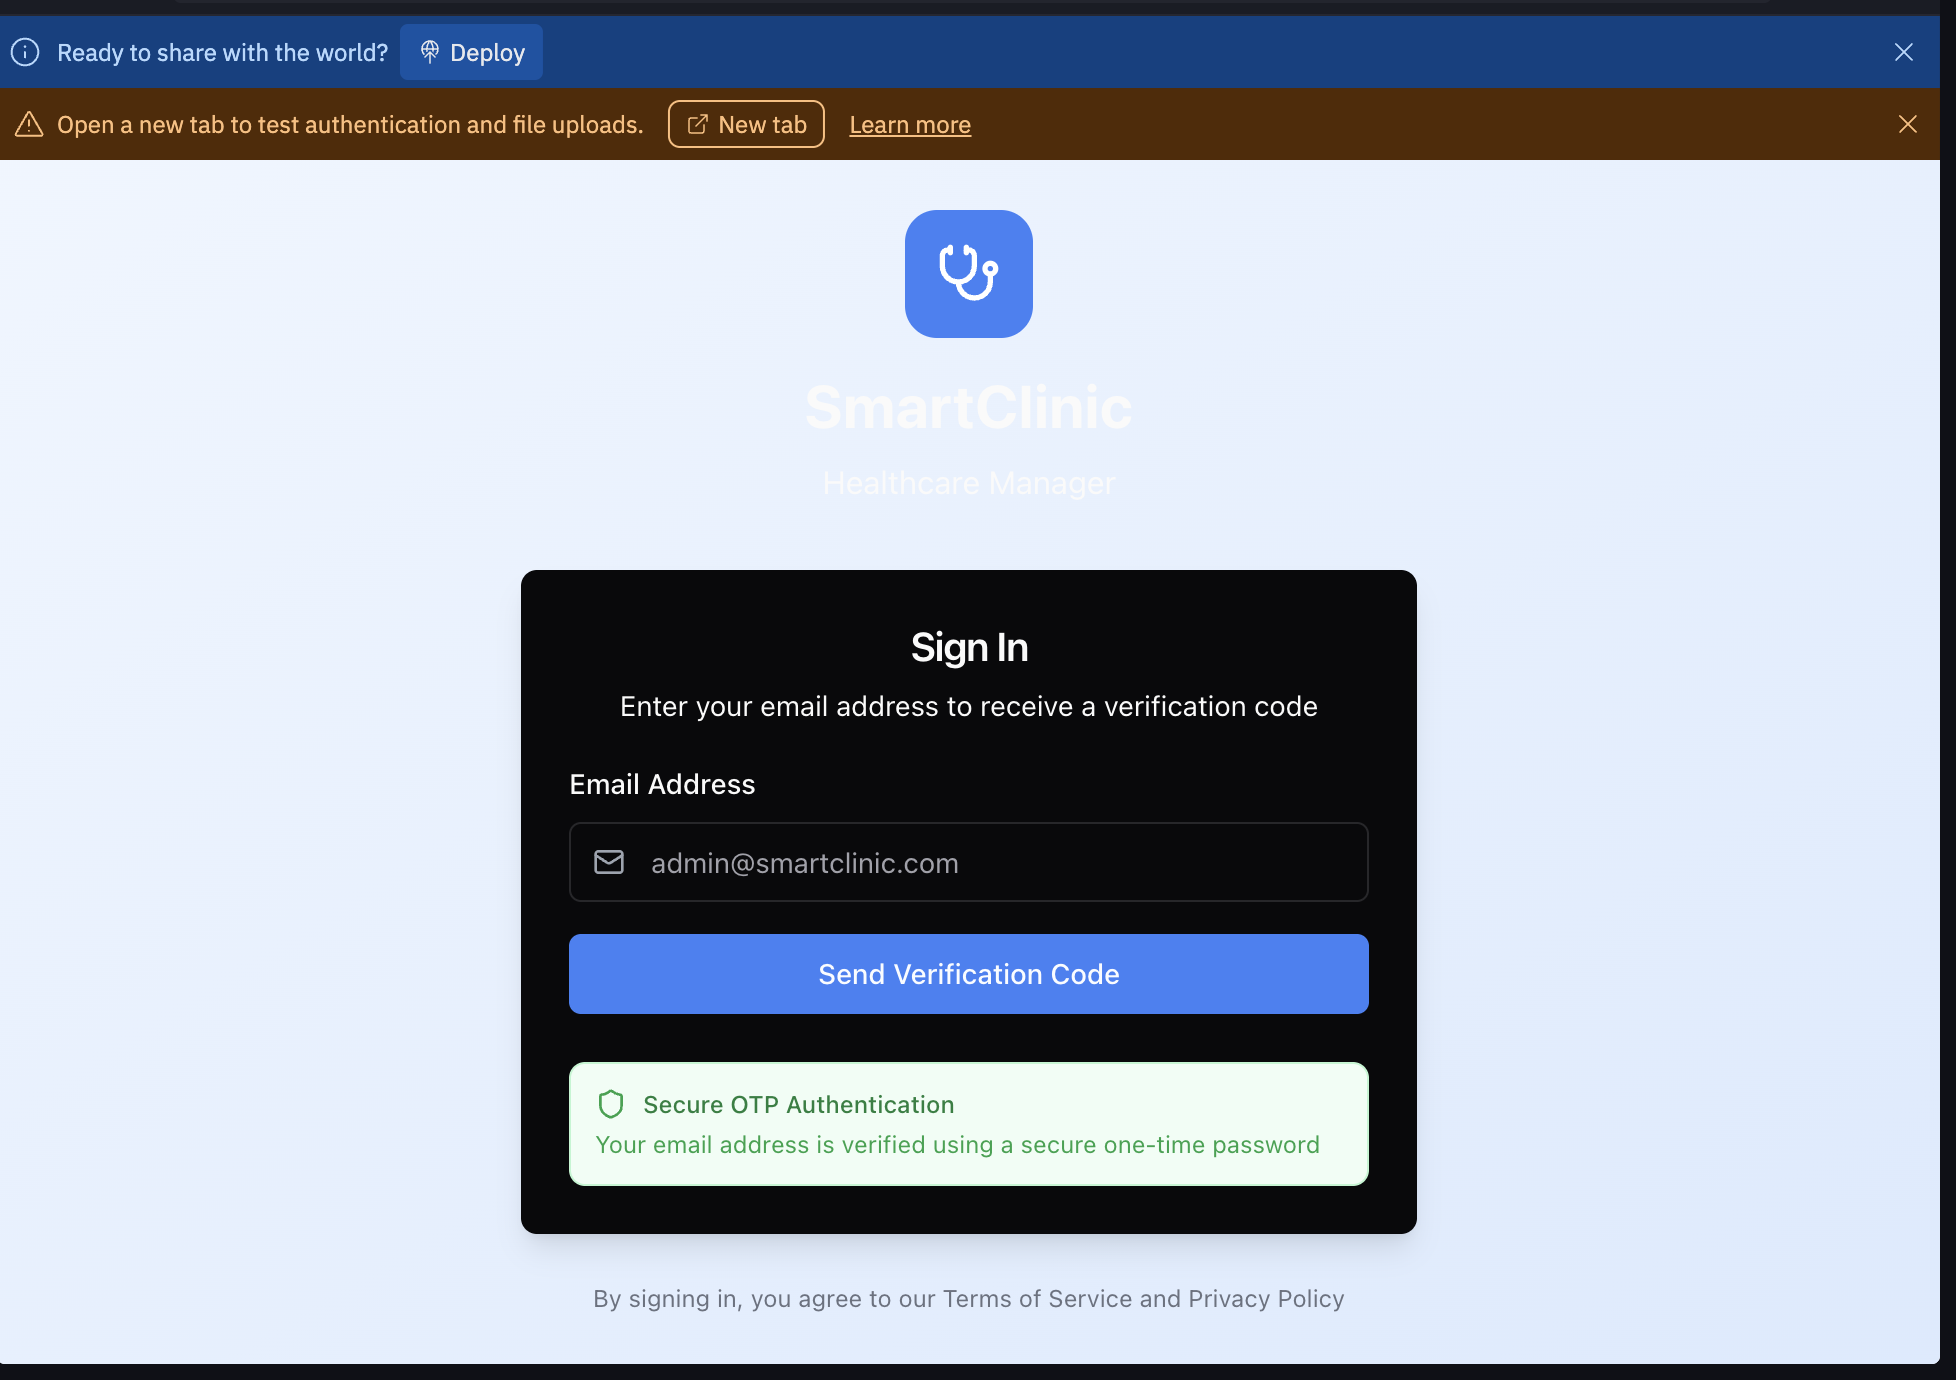 Ready to share with the world? Deploy
Open a new tab to test authentication and file uploads. New tab Learn more
SmartClinic
Healthcare Manager
Sign In
Enter your email address to receive a verification code
Email Address
admin@smartclinic.com
Send Verification Code
Secure OTP Authentication
Your email address is verified using a secure one-time password
By signing in, you agree to our Terms of Service and Privacy Policy